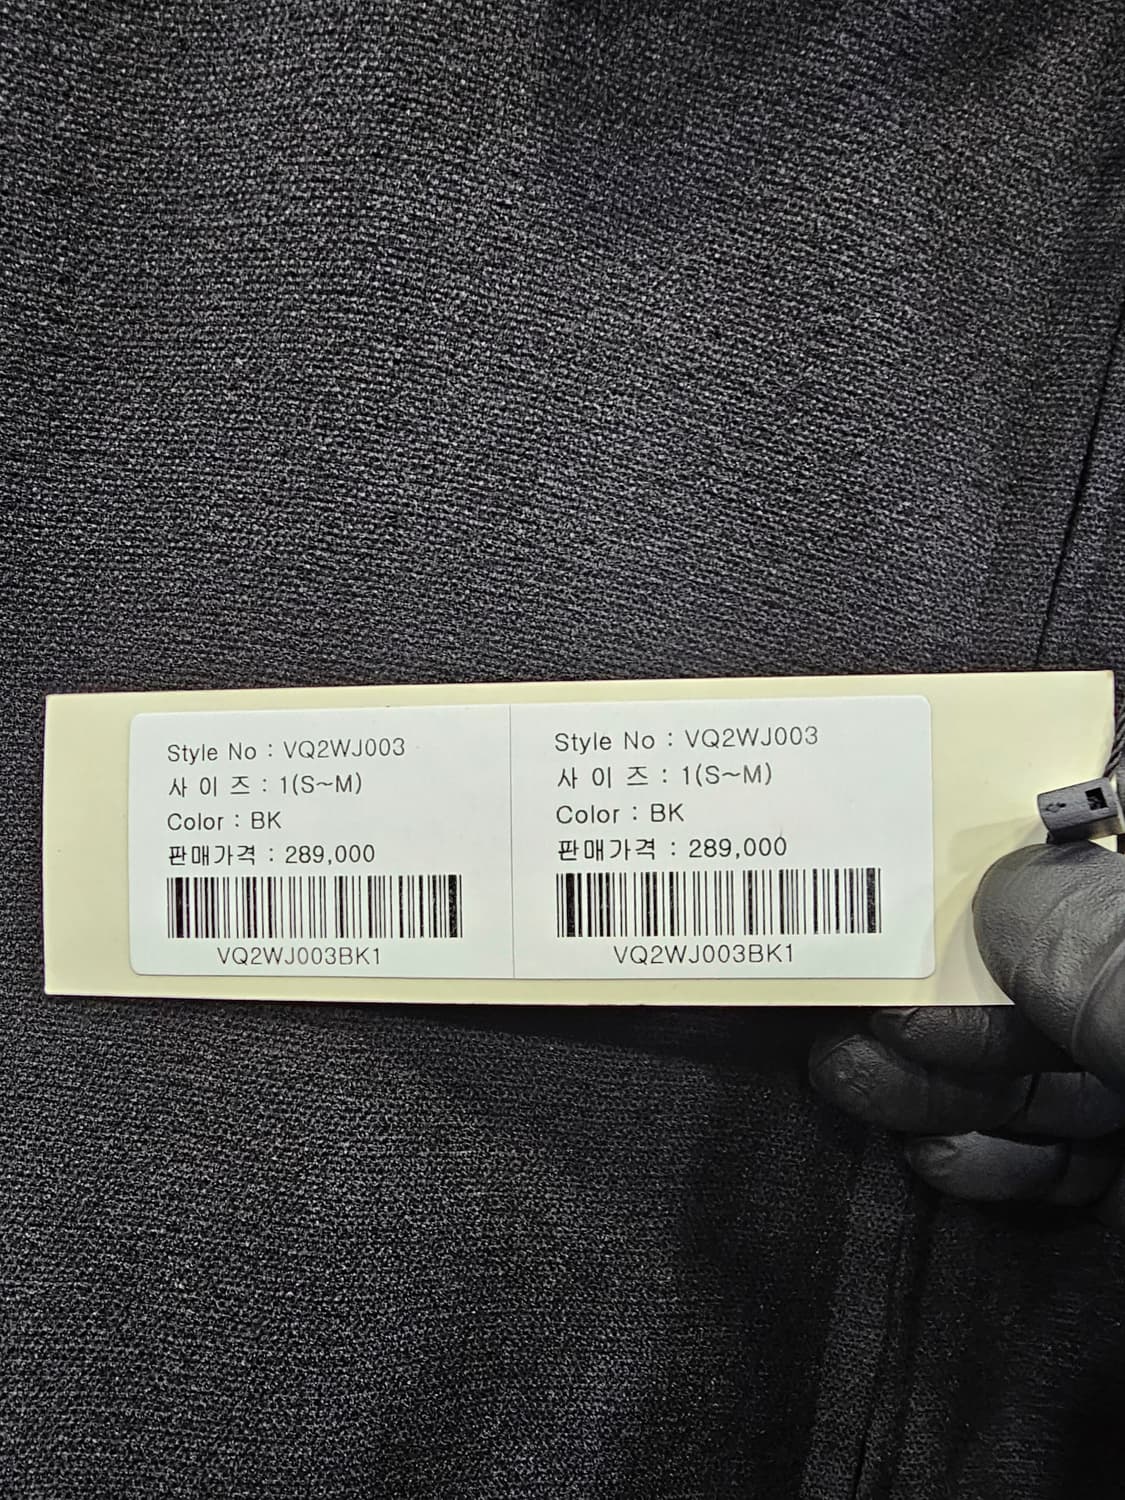 Style No : VQ2WJ003
사 이 즈 : 1(S~M)
Color : BK
판매가격 : 289,000
VQ2WJ003BK1
Style No : VQ2WJ003
사 이 즈 : 1(S~M)
Color : BK
판매가격 : 289,000
VQ2WJ003BK1